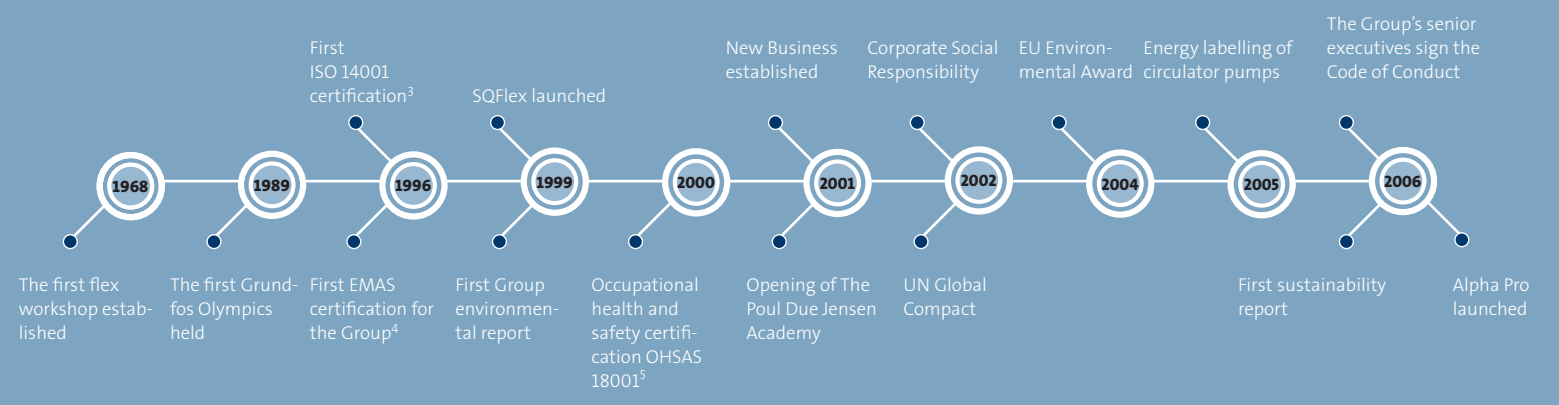 First
ISO 14001
certification³
SQFlex launched
New Business
established
Corporate Social
Responsibility
EU Environ-
mental Award
Energy labelling of
circulator pumps
The Group’s senior
executives sign the
Code of Conduct
1968
1989
1996
1999
2000
2001
2002
2004
2005
2006
The first flex
workshop estab-
lished
The first Grund-
fos Olympics
held
First EMAS
certification for
the Group⁴
First Group
environmen-
tal report
Occupational
health and
safety certifi-
cation OHSAS
18001⁵
Opening of The
Poul Due Jensen
Academy
UN Global
Compact
First sustainability
report
Alpha Pro
launched